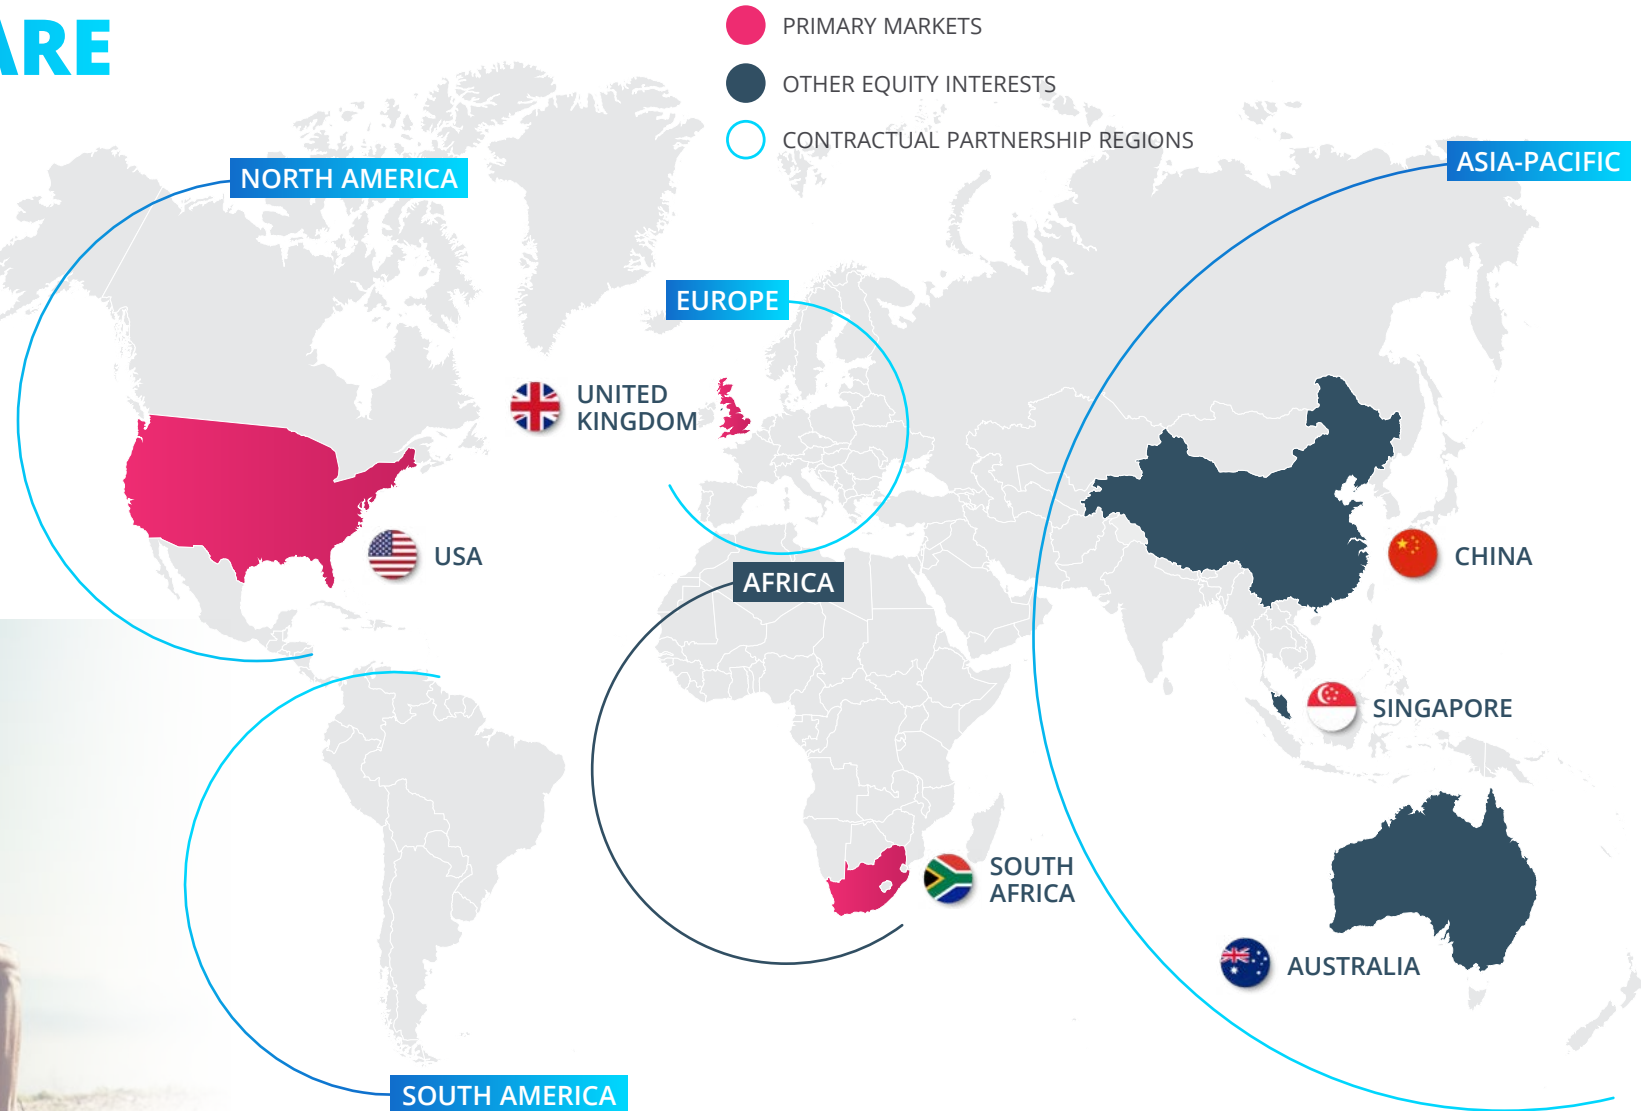 ARE
PRIMARY MARKETS
OTHER EQUITY INTERESTS
CONTRACTUAL PARTNERSHIP REGIONS
NORTH AMERICA
ASIA-PACIFIC
EUROPE
UNITED
KINGDOM
USA
CHINA
AFRICA
SINGAPORE
SOUTH
AFRICA
AUSTRALIA
SOUTH AMERICA